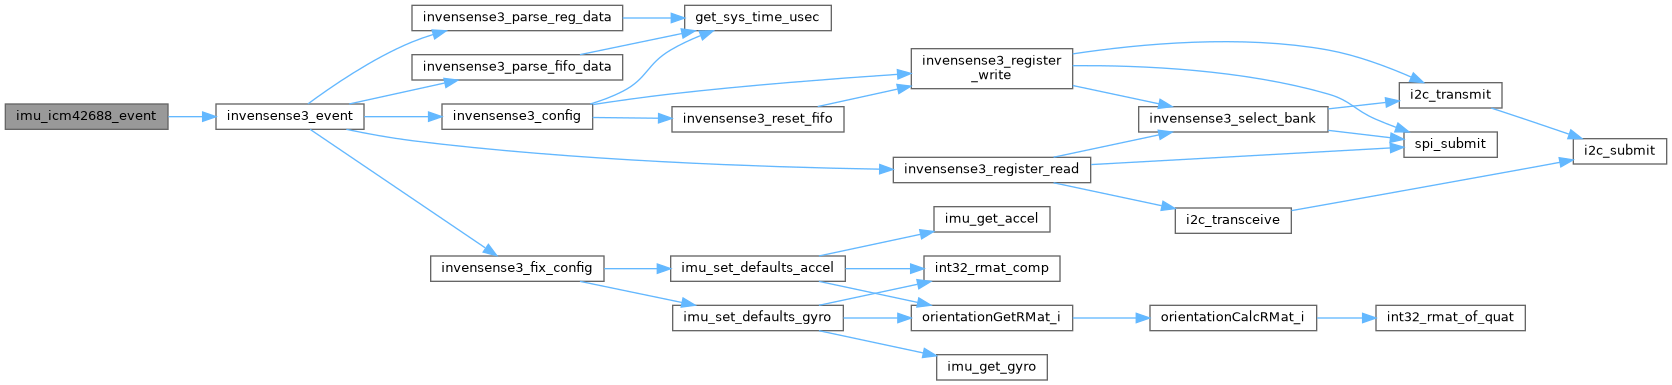 imu_icm42688_event
invensense3_event
invensense3_parse_reg_data
invensense3_parse_fifo_data
invensense3_config
invensense3_fix_config
get_sys_time_usec
invensense3_reset_fifo
imu_set_defaults_accel
imu_set_defaults_gyro
invensense3_register
_write
invensense3_register_read
imu_get_accel
int32_rmat_comp
orientationGetRMat_i
imu_get_gyro
invensense3_select_bank
i2c_transceive
orientationCalcRMat_i
i2c_transmit
spi_submit
int32_rmat_of_quat
i2c_submit